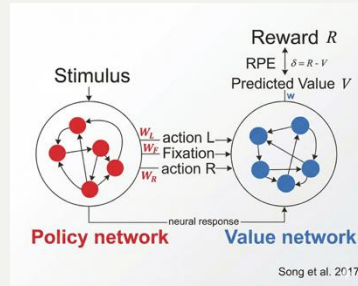 Reward R
RPE δ = R - V
Stimulus
Predicted Value V
w
W_L action L
W_F Fixation
W_R action R
neural response
Policy network
Value network
Song et al. 2017